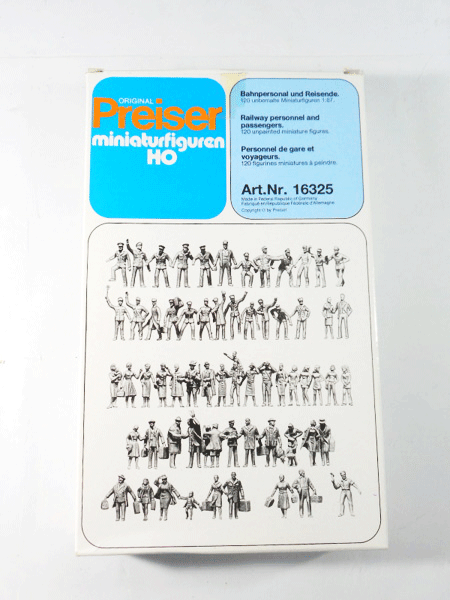 ORIGINAL
Preiser
miniaturfiguren
HO
Bahnpersonal und Reisende.
120 unbemalte Miniaturfiguren 1:87.
Railway personnel and
passengers.
120 unpainted miniature figures.
Personnel de gare et
voyageurs.
120 figurines miniatures à peindre.
Art.Nr. 16325
Made in Federal Republic of Germany
Fabriqué en République Fédérale d'Allemagne
Copyright © by Preiser